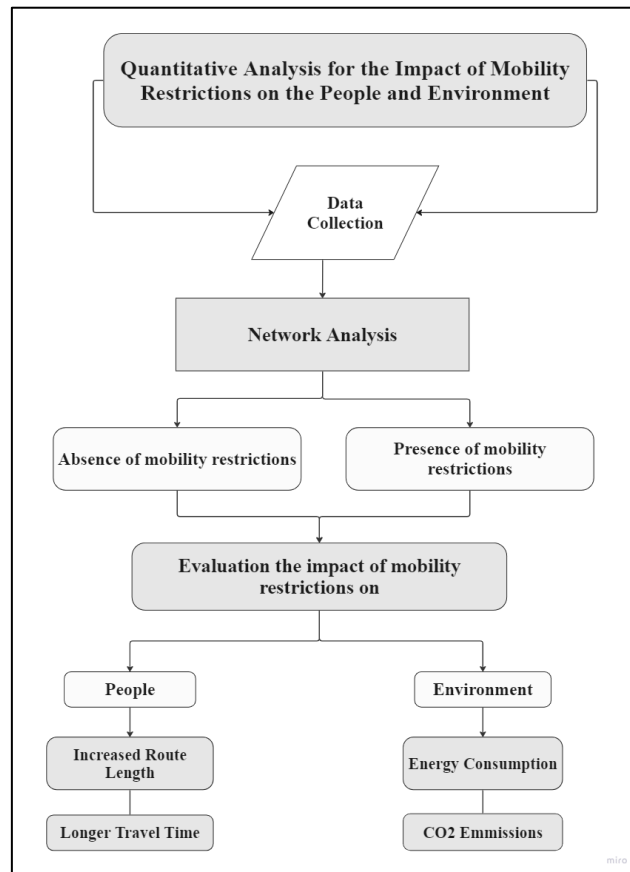 Quantitative Analysis for the Impact of Mobility
Restrictions on the People and Environment
Data
Collection
Network Analysis
Absence of mobility restrictions
Presence of mobility
restrictions
Evaluation the impact of mobility
restrictions on
People
Environment
Increased Route
Length
Energy Consumption
Longer Travel Time
CO2 Emmissions
miro